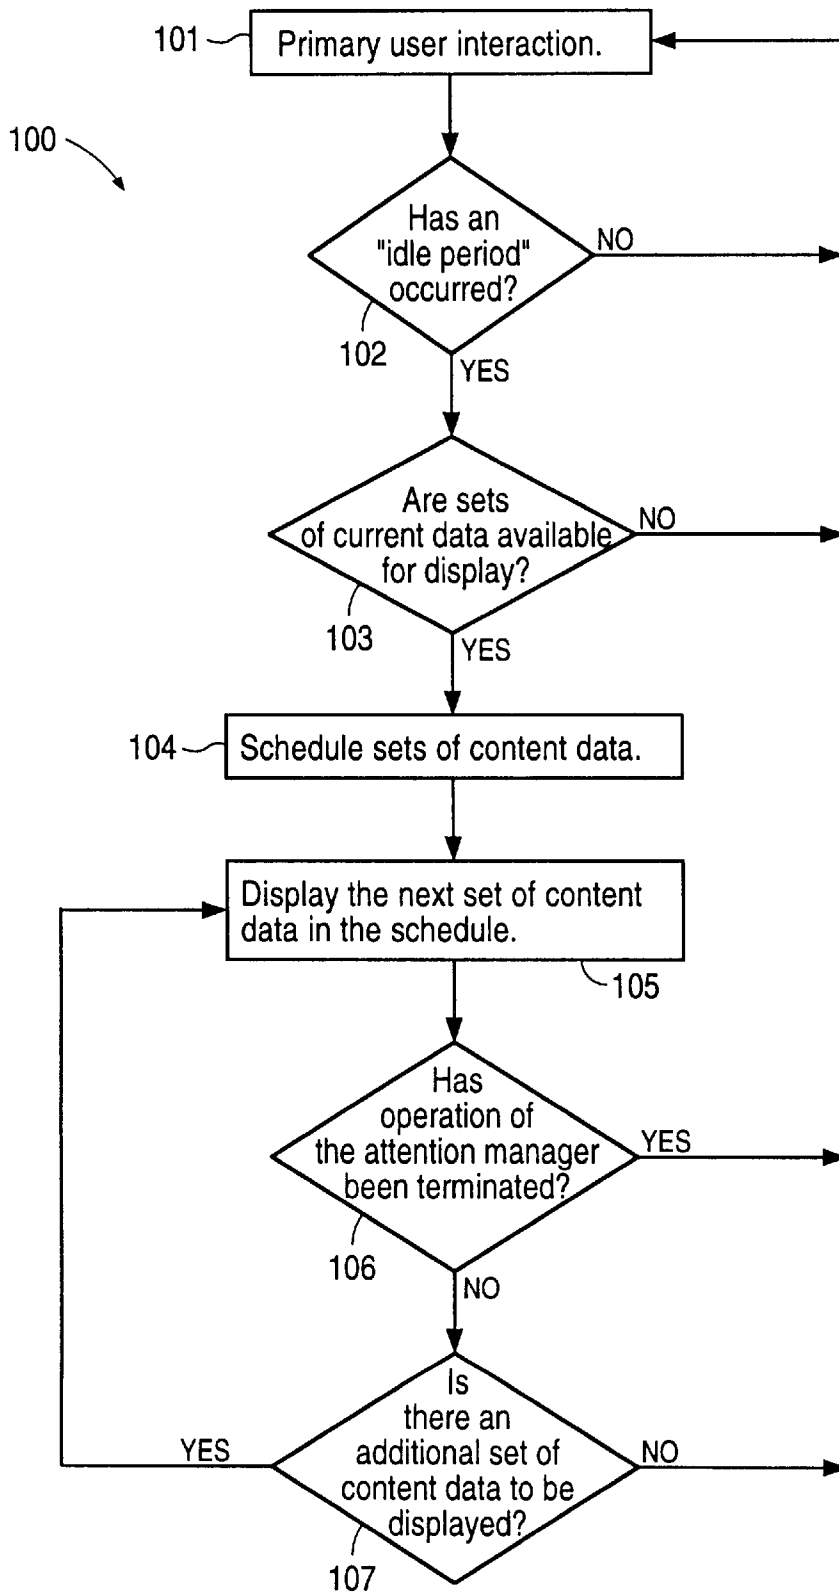 101
Primary user interaction.
100
Has an
"idle period"
occurred?
NO
102
YES
Are sets
of current data available
for display?
NO
103
YES
104
Schedule sets of content data.
Display the next set of content
data in the schedule.
105
Has
operation of
the attention manager
been terminated?
YES
106
NO
Is
there an
additional set of
content data to be
displayed?
YES
NO
107